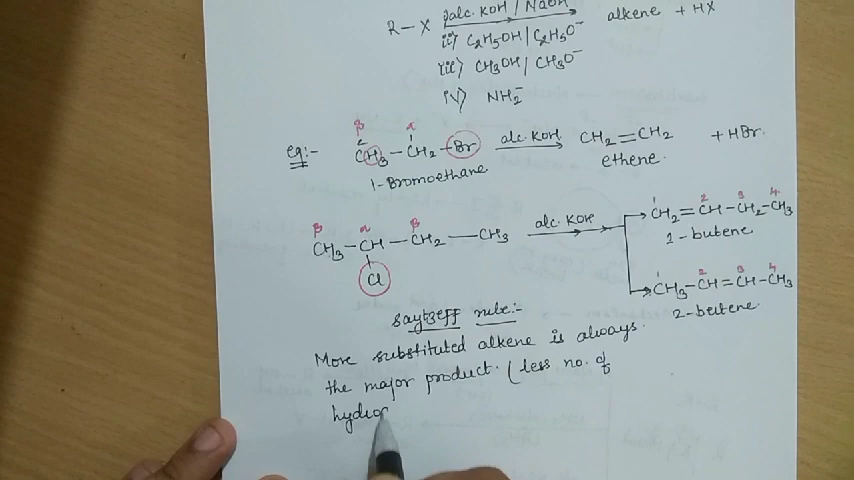 R-X i) alc. KOH / NaOH alkene + HX
ii) C2H5OH / C2H5O-
iii) CH3OH / CH3O-
iv) NH2-
eg:- β CH3 - α CH2 - Br alc. KOH CH2=CH2 + HBr.
1-Bromoethane ethene.
β CH3 - α CH - β CH2 - CH3 alc. KOH 1 CH2 = 2 CH - 3 CH2 - 4 CH3
Cl 1-butene
1 CH3 - 2 CH = 3 CH - 4 CH3
2-butene.
Saytzeff rule:-
More substituted alkene is always.
the major product. (less no. of
hydro